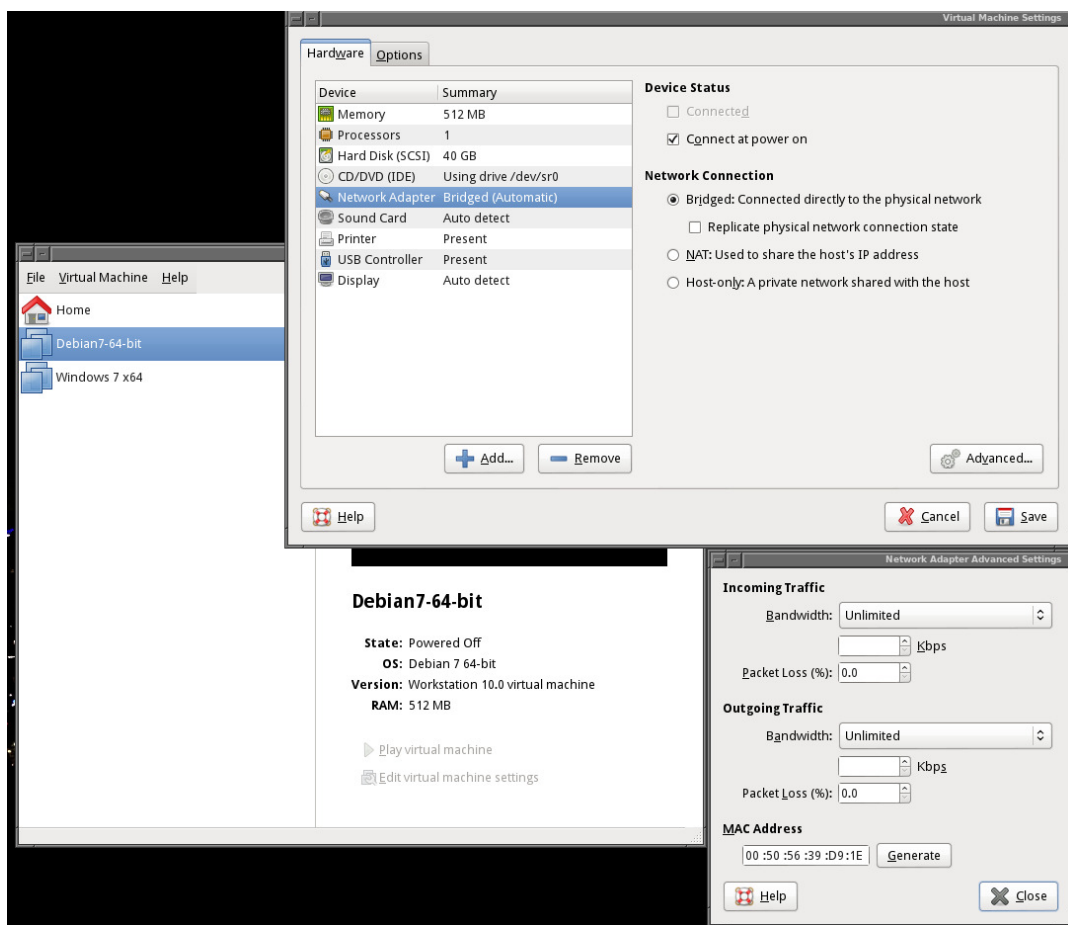 Virtual Machine Settings
Hardware Options
Device Summary
Memory 512 MB
Processors 1
Hard Disk (SCSI) 40 GB
CD/DVD (IDE) Using drive /dev/sr0
Network Adapter Bridged (Automatic)
Sound Card Auto detect
Printer Present
USB Controller Present
Display Auto detect
Add... Remove
Device Status
Connected
Connect at power on
Network Connection
Bridged: Connected directly to the physical network
Replicate physical network connection state
NAT: Used to share the host's IP address
Host-only: A private network shared with the host
Advanced...
Help Cancel Save
File Virtual Machine Help
Home
Debian7-64-bit
Windows 7 x64
Debian7-64-bit
State: Powered Off
OS: Debian 7 64-bit
Version: Workstation 10.0 virtual machine
RAM: 512 MB
Play virtual machine
Edit virtual machine settings
Network Adapter Advanced Settings
Incoming Traffic
Bandwidth: Unlimited
Kbps
Packet Loss (%): 0.0
Outgoing Traffic
Bandwidth: Unlimited
Kbps
Packet Loss (%): 0.0
MAC Address
00 :50 :56 :39 :D9 :1E Generate
Help Close